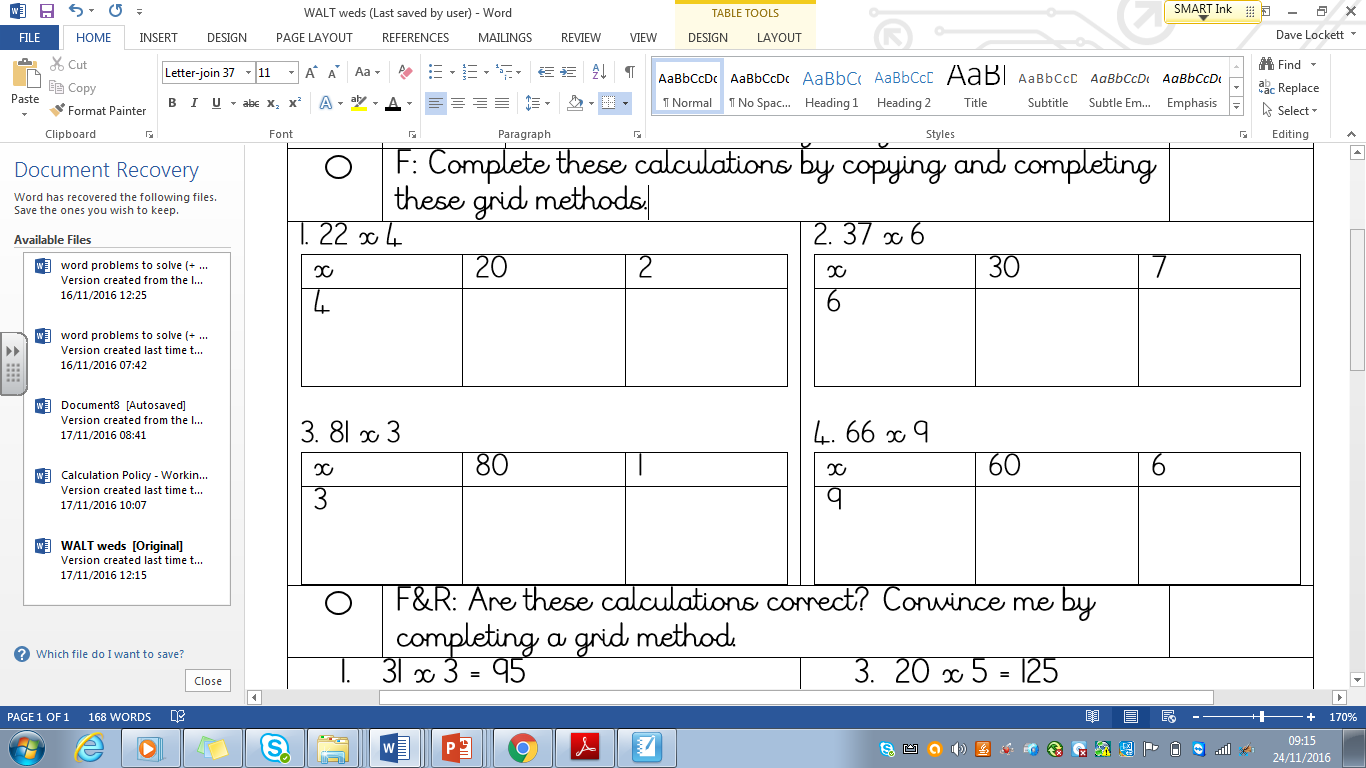 WALT weds (Last saved by user) - Word
TABLE TOOLS
SMART Ink
FILE HOME INSERT DESIGN PAGE LAYOUT REFERENCES MAILINGS REVIEW VIEW DESIGN LAYOUT
Dave Lockett
Paste
Cut
Copy
Format Painter
Clipboard
Letter-join 37 11
Font
Paragraph
AaBbCcDc AaBbCcDc AaBbCc AaBbCc AaBl AaBbCcD AaBbCcDc AaBbCcDc
¶ Normal ¶ No Spac... Heading 1 Heading 2 Title Subtitle Subtle Em... Emphasis
Styles
Find
Replace
Select
Editing
Document Recovery
Word has recovered the following files.
Save the ones you wish to keep.
Available Files
word problems to solve (+ ...
Version created from the l...
16/11/2016 12:25
word problems to solve (+ ...
Version created last time t...
16/11/2016 07:42
Document8 [Autosaved]
Version created from the l...
17/11/2016 08:41
Calculation Policy - Workin...
Version created last time t...
17/11/2016 10:07
WALT weds [Original]
Version created last time t...
17/11/2016 12:15
Which file do I want to save?
Close
F: Complete these calculations by copying and completing
these grid methods.
1. 22 x 4
x 20 2
4
2. 37 x 6
x 30 7
6
3. 81 x 3
x 80 1
3
4. 66 x 9
x 60 6
9
F&R: Are these calculations correct? Convince me by
completing a grid method.
1. 31 x 3 = 95
3. 20 x 5 = 125
PAGE 1 OF 1 168 WORDS
170%
09:15
24/11/2016